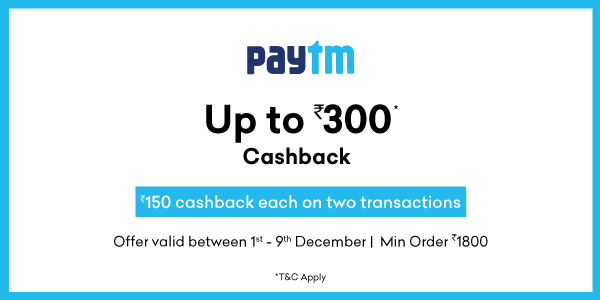 paytm
Up to ₹300*
Cashback
₹150 cashback each on two transactions
Offer valid between 1st - 9th December | Min Order ₹1800
*T&C Apply